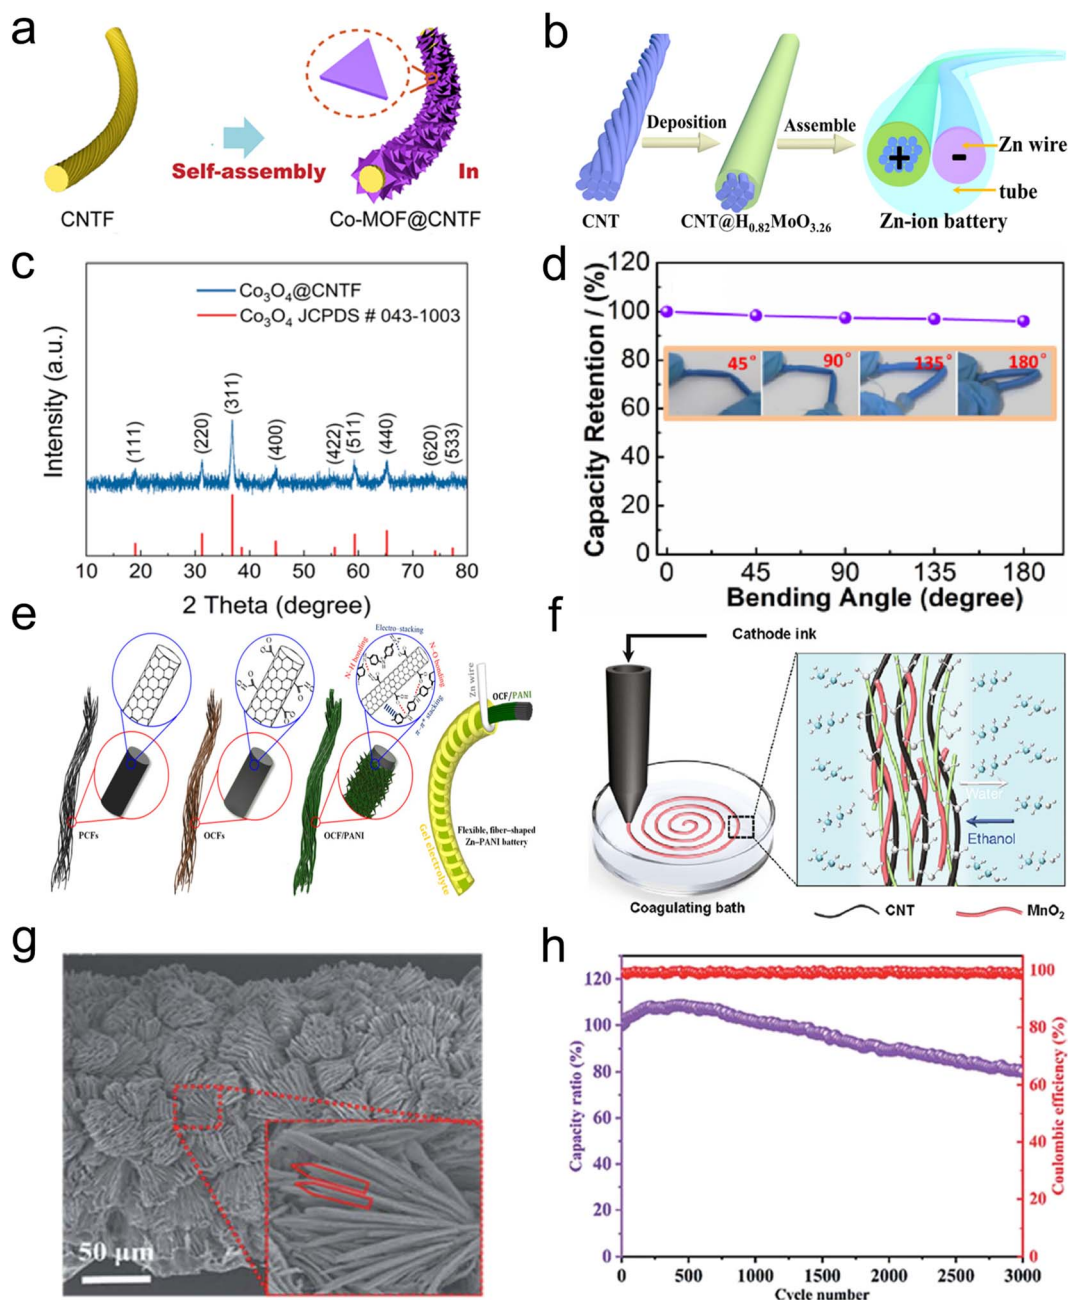 a
CNTF
Self-assembly
In
Co-MOF@CNTF
b
Deposition
Assemble
CNT
CNT@H₀.₈₂MoO₃.₂₆
+
-
Zn wire
tube
Zn-ion battery
c
Intensity (a.u.)
Co₃O₄@CNTF
Co₃O₄ JCPDS # 043-1003
(111)
(220)
(311)
(400)
(422)
(511)
(440)
(620)
(533)
10 20 30 40 50 60 70 80
2 Theta (degree)
d
Capacity Retention / (%)
120
100
80
60
40
20
0
45°
90°
135°
180°
0 45 90 135 180
Bending Angle (degree)
e
PCFs
OCFs
OCF/PANI
Electro-stacking
N-H bonding
N-O bonding
π-π* stacking
Zn wire
OCF/PANI
Gel electrolyte
Flexible, fiber-shaped
Zn-PANI battery
f
Cathode ink
Coagulating bath
Water
Ethanol
CNT
MnO₂
g
50 μm
h
Capacity ratio (%)
120
100
80
60
40
20
0
Coulombic efficiency (%)
100
80
60
40
20
0
0 500 1000 1500 2000 2500 3000
Cycle number